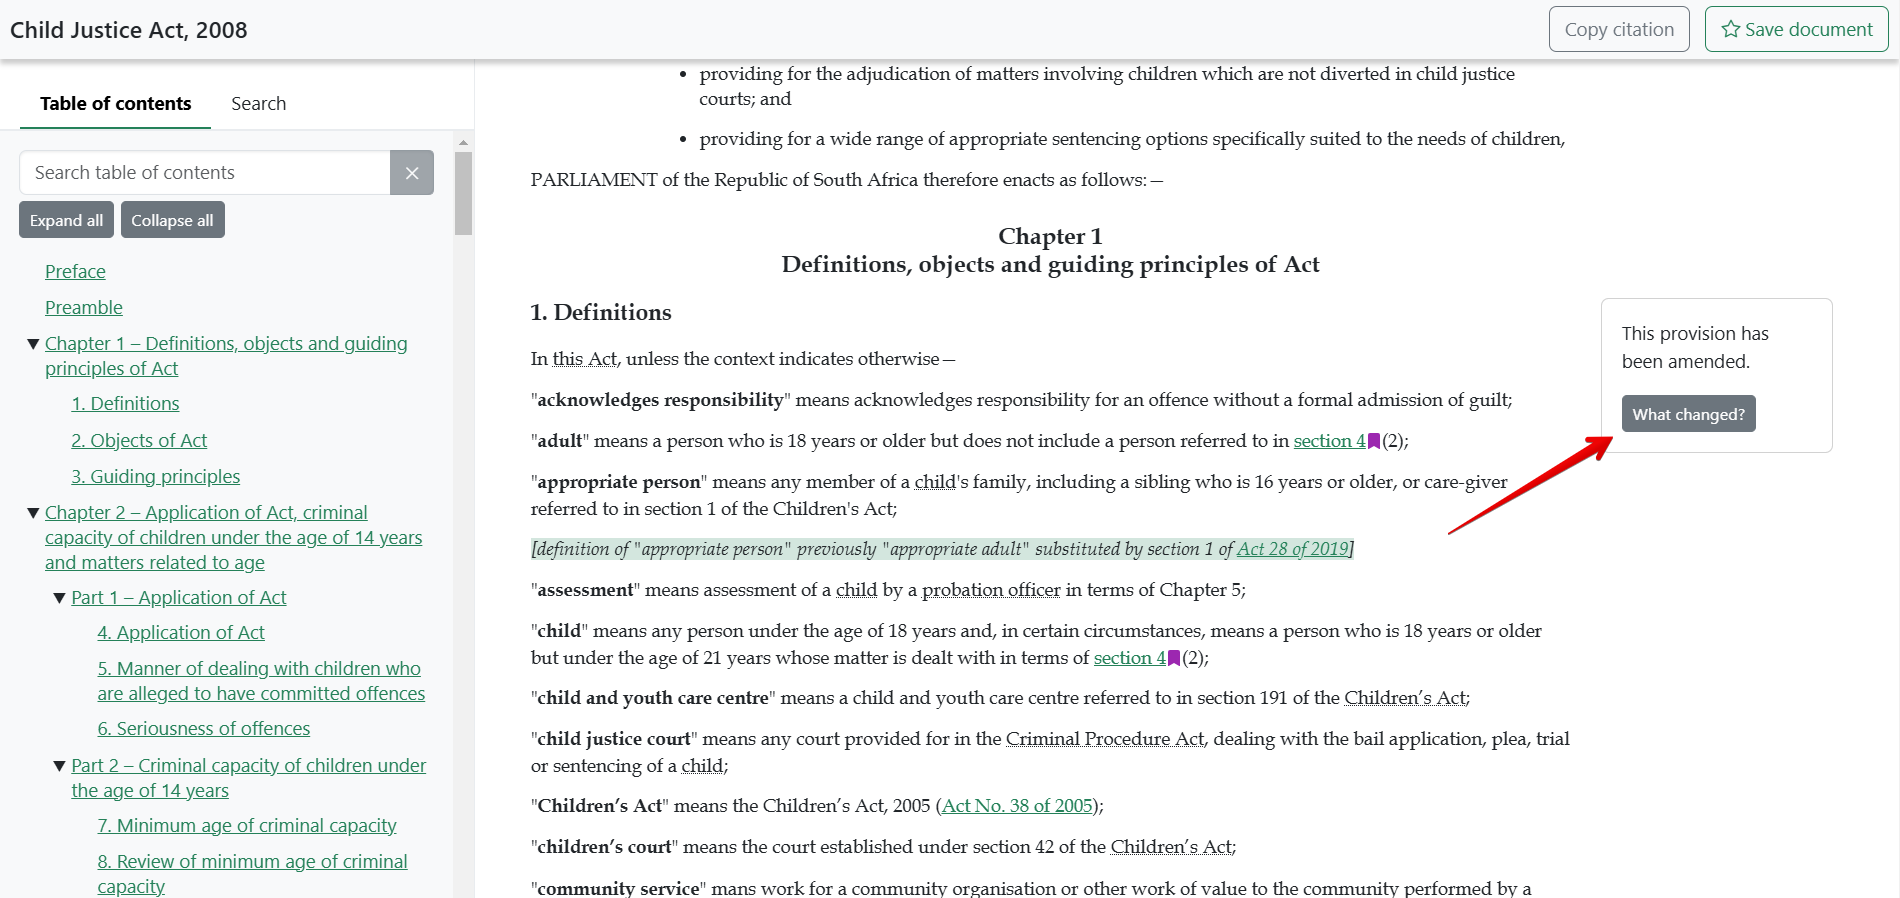 Child Justice Act, 2008
Copy citation
Save document
Table of contents
Search
Search table of contents
Expand all
Collapse all
Preface
Preamble
Chapter 1 – Definitions, objects and guiding
principles of Act
1. Definitions
2. Objects of Act
3. Guiding principles
Chapter 2 – Application of Act, criminal
capacity of children under the age of 14 years
and matters related to age
Part 1 – Application of Act
4. Application of Act
5. Manner of dealing with children who
are alleged to have committed offences
6. Seriousness of offences
Part 2 – Criminal capacity of children under
the age of 14 years
7. Minimum age of criminal capacity
8. Review of minimum age of criminal
capacity
• providing for the adjudication of matters involving children which are not diverted in child justice
courts; and
• providing for a wide range of appropriate sentencing options specifically suited to the needs of children,
PARLIAMENT of the Republic of South Africa therefore enacts as follows:—
Chapter 1
Definitions, objects and guiding principles of Act
1. Definitions
In this Act, unless the context indicates otherwise—
"acknowledges responsibility" means acknowledges responsibility for an offence without a formal admission of guilt;
"adult" means a person who is 18 years or older but does not include a person referred to in section 4(2);
"appropriate person" means any member of a child's family, including a sibling who is 16 years or older, or care-giver
referred to in section 1 of the Children's Act;
[definition of "appropriate person" previously "appropriate adult" substituted by section 1 of Act 28 of 2019]
"assessment" means assessment of a child by a probation officer in terms of Chapter 5;
"child" means any person under the age of 18 years and, in certain circumstances, means a person who is 18 years or older
but under the age of 21 years whose matter is dealt with in terms of section 4(2);
"child and youth care centre" means a child and youth care centre referred to in section 191 of the Children’s Act;
"child justice court" means any court provided for in the Criminal Procedure Act, dealing with the bail application, plea, trial
or sentencing of a child;
"Children’s Act" means the Children’s Act, 2005 (Act No. 38 of 2005);
"children’s court" means the court established under section 42 of the Children’s Act;
"community service" mans work for a community organisation or other work of value to the community performed by a
This provision has
been amended.
What changed?